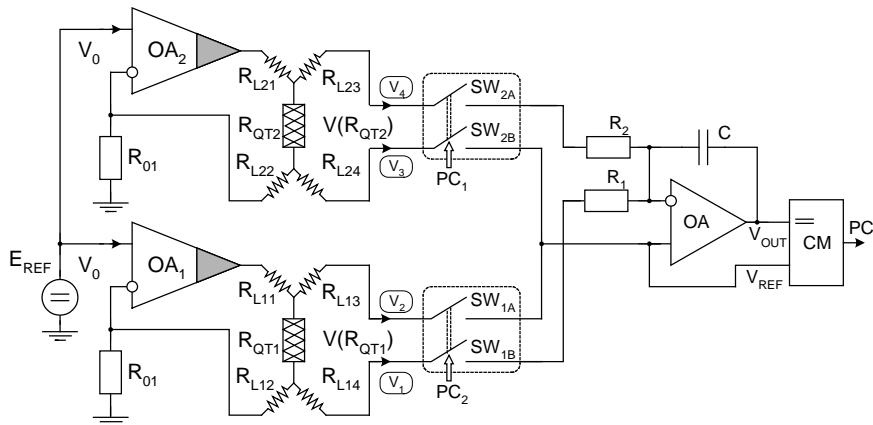 V0
OA2
RL21
RL23
V4
SW2A
RQT2
V(RQT2)
SW2B
R01
RL22
RL24
V3
PC1
R2
C
R1
OA
VOUT
CM
PC
VREF
EREF
V0
OA1
RL11
RL13
V2
SW1A
RQT1
V(RQT1)
SW1B
R01
RL12
RL14
V1
PC2